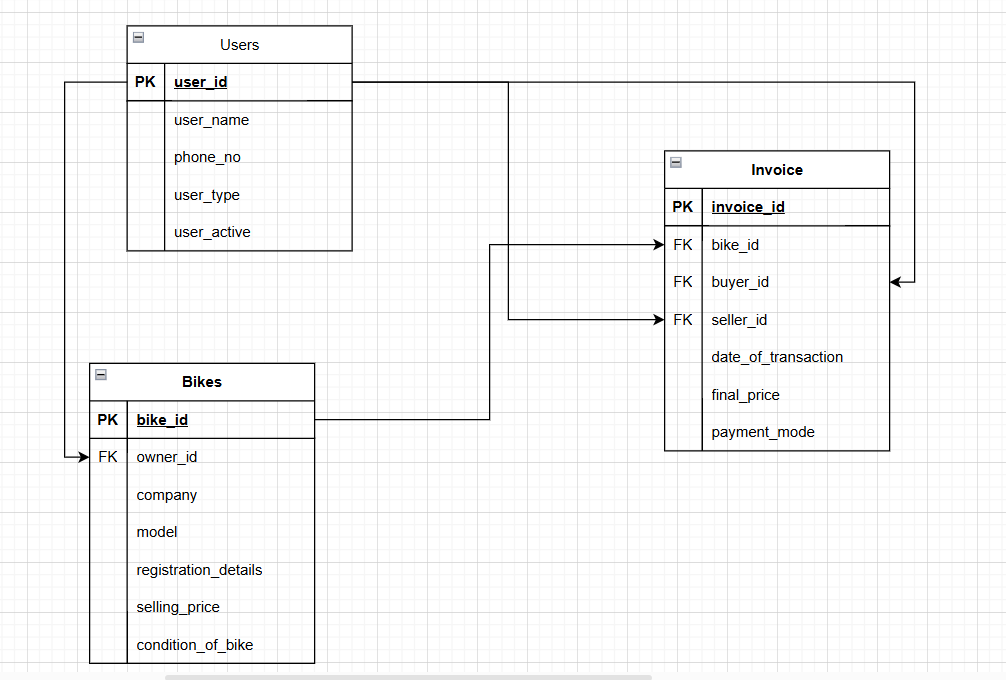 Users
PK user_id
user_name
phone_no
user_type
user_active
Invoice
PK invoice_id
FK bike_id
FK buyer_id
FK seller_id
date_of_transaction
final_price
payment_mode
Bikes
PK bike_id
FK owner_id
company
model
registration_details
selling_price
condition_of_bike